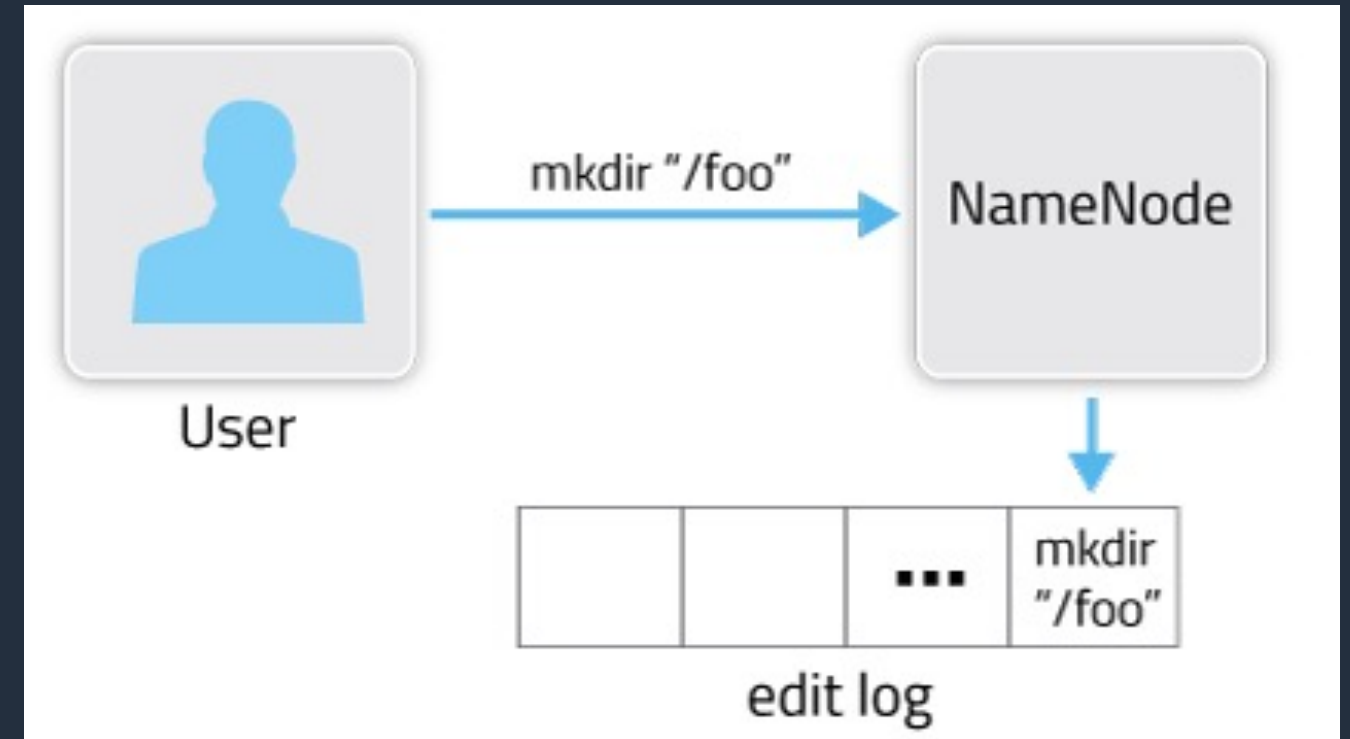 mkdir "/foo"
NameNode
User
...
mkdir
"/foo"
edit log